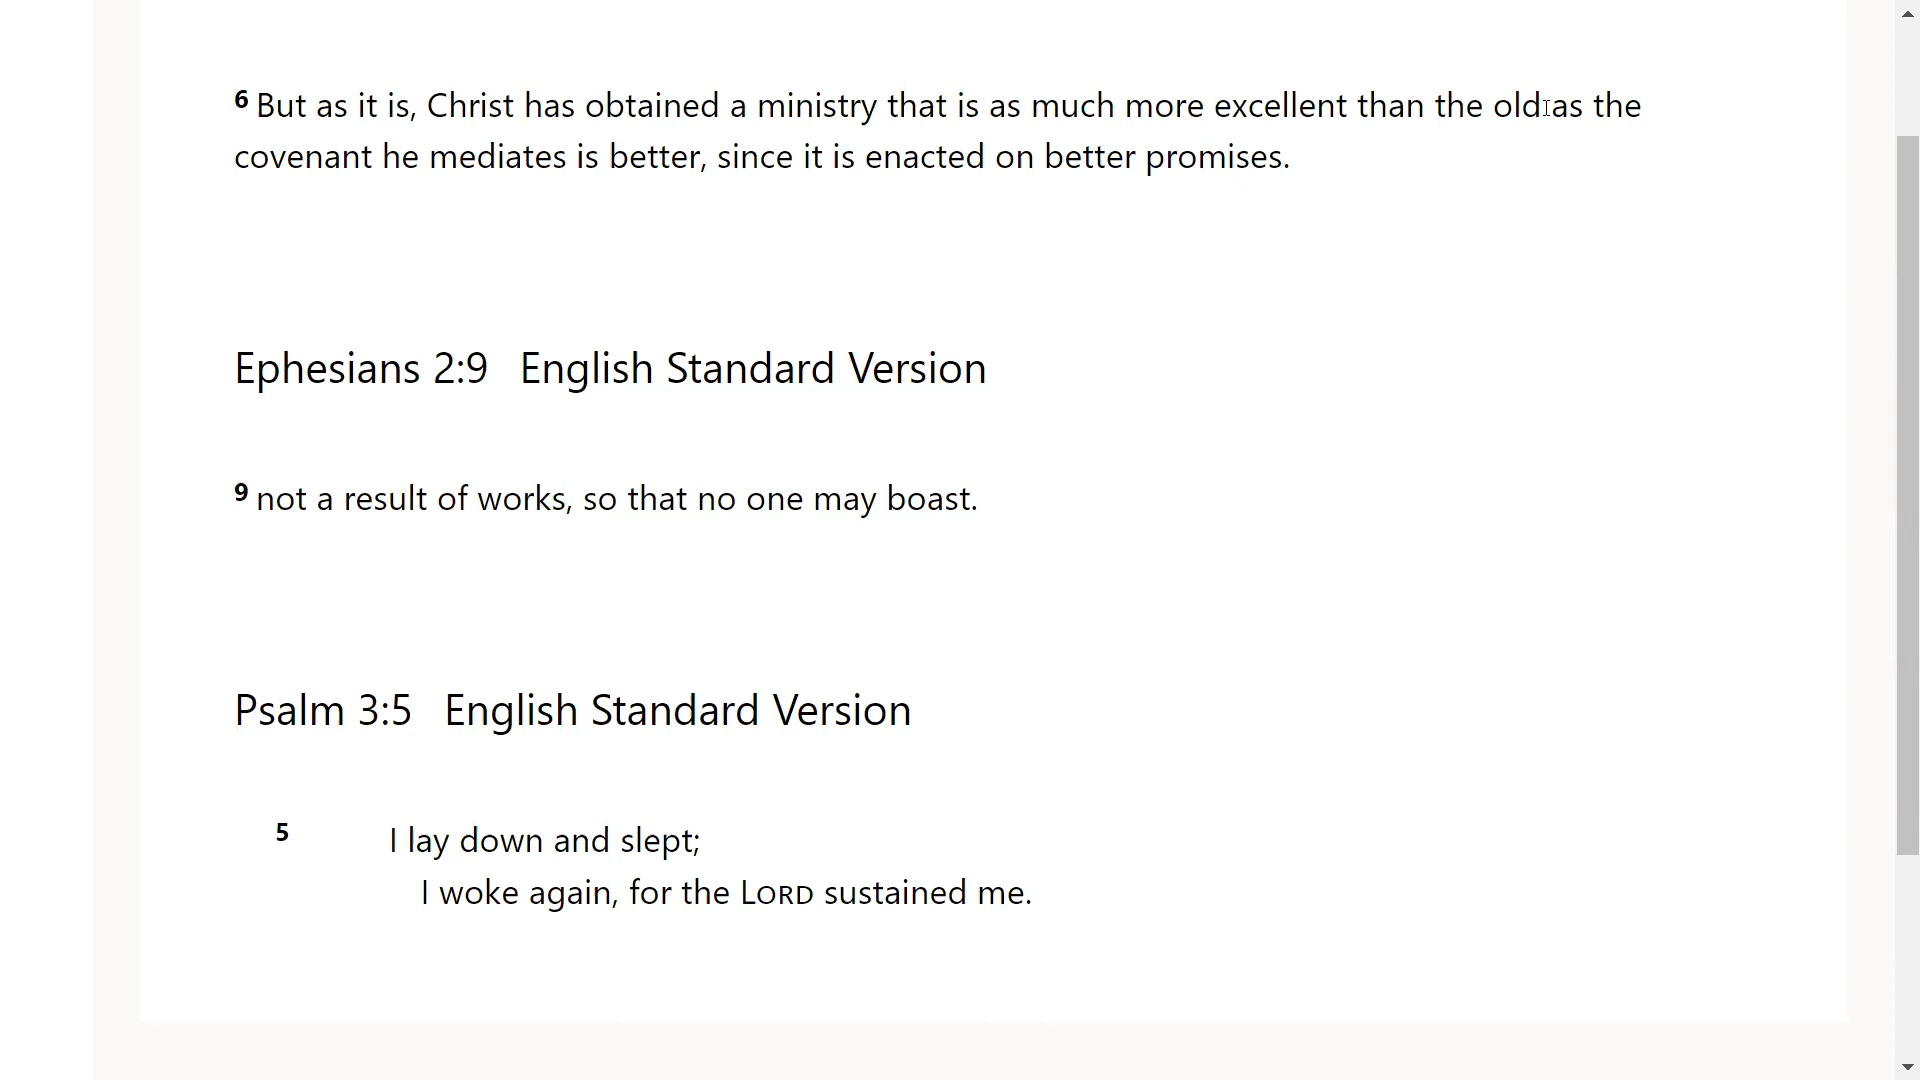 6 But as it is, Christ has obtained a ministry that is as much more excellent than the old as the
covenant he mediates is better, since it is enacted on better promises.
Ephesians 2:9 English Standard Version
9 not a result of works, so that no one may boast.
Psalm 3:5 English Standard Version
5 I lay down and slept;
I woke again, for the LORD sustained me.